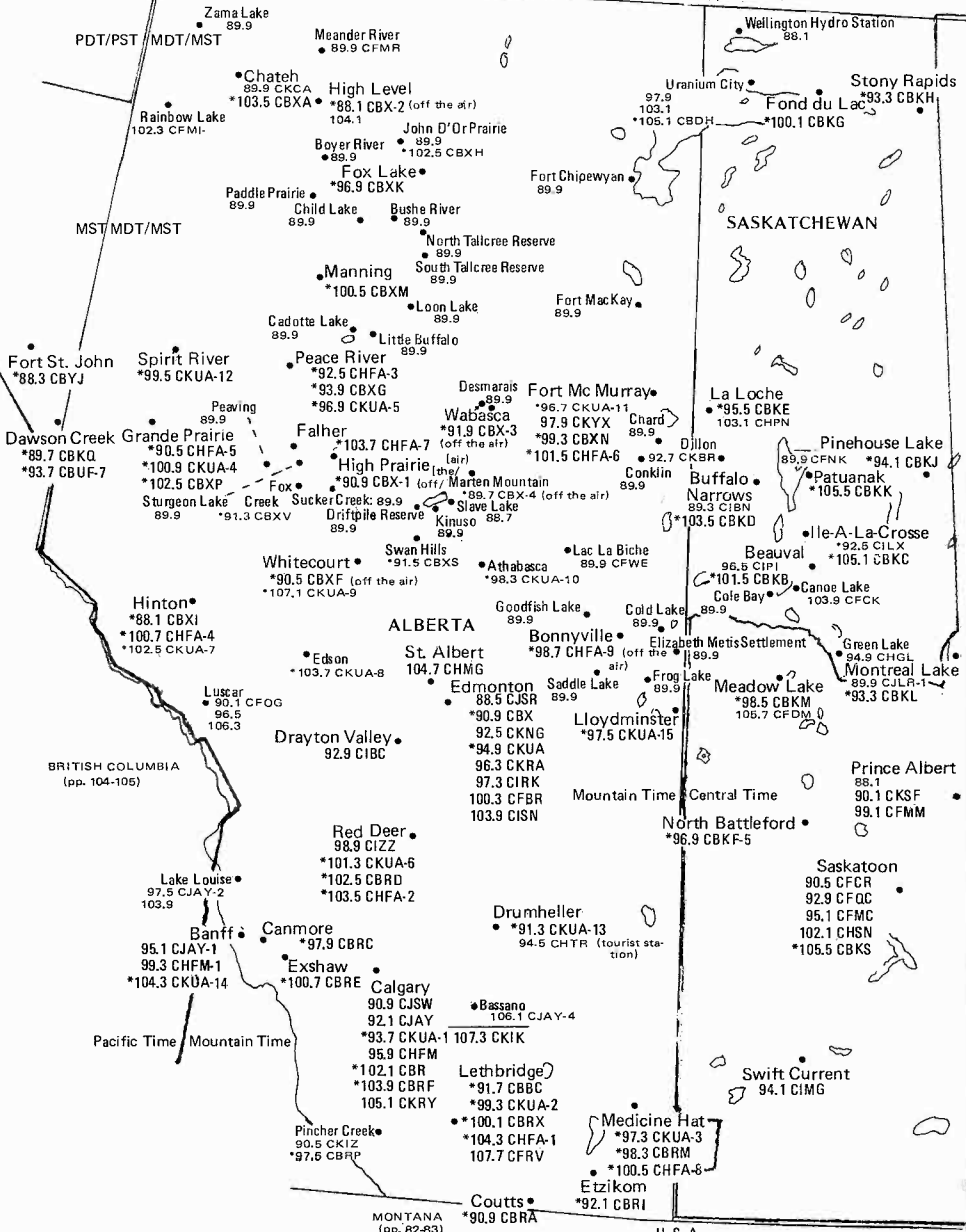 Zama Lake
89.9
PDT/PST
MDT/MST
Meander River
89.9 CFMR
Wellington Hydro Station
88.1
Chateh
89.9 CKCA
*103.5 CBXA
High Level
*88.1 CBX-2 (off the air)
104.1
Rainbow Lake
102.3 CFMI-
Uranium City
97.9
103.1
*105.1 CBDH
Fond du Lac
*100.1 CBKG
Stony Rapids
*93.3 CBKH
John D'Or Prairie
89.9
*102.5 CBXH
Boyer River
89.9
Fox Lake
*96.9 CBXK
Fort Chipewyan
89.9
Paddle Prairie
89.9
Child Lake
89.9
Bushe River
89.9
SASKATCHEWAN
MST
MDT/MST
North Tallcree Reserve
89.9
South Tallcree Reserve
89.9
Manning
*100.5 CBXM
Loon Lake
89.9
Fort MacKay
89.9
Cadotte Lake
89.9
Little Buffalo
89.9
Fort St. John
*88.3 CBYJ
Spirit River
*99.5 CKUA-12
Peace River
*92.5 CHFA-3
*93.9 CBXG
*96.9 CKUA-5
Peaving
89.9
Desmarais
89.9
Wabasca
*91.9 CBX-3
(off the air)
Fort Mc Murray
*96.7 CKUA-11
97.9 CKYX
*99.3 CBXN
*101.5 CHFA-6
Chard
89.9
La Loche
*95.5 CBKE
103.1 CHPN
Dawson Creek
*89.7 CBKQ
*93.7 CBUF-7
Grande Prairie
*90.5 CHFA-5
*100.9 CKUA-4
*102.5 CBXP
Falher
*103.7 CHFA-7
High Prairie
*90.9 CBX-1 (off/
[the/
(air)
Conklin
89.9
Dillon
92.7 CKBR
Pinehouse Lake
89.9 CFNK
*94.1 CBKJ
Sturgeon Lake
89.9
Fox
Creek
*91.3 CBXV
Sucker Creek: 89.9
Marten Mountain
*89.7 CBX-4 (off the air)
Driftpile Reserve
89.9
Slave Lake
88.7
Kinuso
89.9
Buffalo
Narrows
89.3 CIBN
*103.5 CBKD
Patuanak
*105.5 CBKK
Ile-A-La-Crosse
*92.5 CILX
*105.1 CBKC
Swan Hills
*91.5 CBXS
Whitecourt
*90.5 CBXF (off the air)
*107.1 CKUA-9
Athabasca
*98.3 CKUA-10
Lac La Biche
89.9 CFWE
Beauval
96.5 CIPI
*101.5 CBKB
Canoe Lake
103.9 CFCK
Cole Bay
89.9
Hinton
*88.1 CBXI
*100.7 CHFA-4
*102.5 CKUA-7
Goodfish Lake
89.9
Cold Lake
89.9
ALBERTA
Bonnyville
*98.7 CHFA-9 (off the
air)
Elizabeth Metis Settlement
89.9
Green Lake
94.9 CHGL
Edson
*103.7 CKUA-8
St. Albert
104.7 CHMG
Saddle Lake
89.9
Frog Lake
89.9
Montreal Lake
89.9 CJLR-1
*93.3 CBKL
Meadow Lake
*98.5 CBKM
105.7 CFDM
Luscar
90.1 CFOG
96.5
106.3
Edmonton
88.5 CJSR
*90.9 CBX
92.5 CKNG
*94.9 CKUA
96.3 CKRA
97.3 CIRK
100.3 CFBR
103.9 CISN
Lloydminster
*97.5 CKUA-15
Drayton Valley
92.9 CIBC
BRITISH COLUMBIA
(pp. 104-105)
Mountain Time
Central Time
Prince Albert
88.1
90.1 CKSF
99.1 CFMM
North Battleford
*96.9 CBKF-5
Red Deer
98.9 CIZZ
*101.3 CKUA-6
*102.5 CBRD
*103.5 CHFA-2
Saskatoon
90.5 CFCR
92.9 CFQC
95.1 CFMC
102.1 CHSN
*105.5 CBKS
Lake Louise
97.5 CJAY-2
103.9
Drumheller
*91.3 CKUA-13
94.5 CHTR (tourist sta-
tion)
Banff
95.1 CJAY-1
99.3 CHFM-1
*104.3 CKUA-14
Canmore
*97.9 CBRC
Exshaw
*100.7 CBRE
Calgary
90.9 CJSW
92.1 CJAY
*93.7 CKUA-1
95.9 CHFM
*102.1 CBR
*103.9 CBRF
105.1 CKRY
107.3 CKIK
Bassano
106.1 CJAY-4
Pacific Time
Mountain Time
Lethbridge
*91.7 CBBC
*99.3 CKUA-2
*100.1 CBRX
*104.3 CHFA-1
107.7 CFRV
Swift Current
94.1 CIMG
Medicine Hat
*97.3 CKUA-3
*98.3 CBRM
*100.5 CHFA-8
Pincher Creek
90.5 CKIZ
*97.5 CBRP
Etzikom
*92.1 CBRI
Coutts
*90.9 CBRA
MONTANA
(pp. 82-83)
U.S.A.